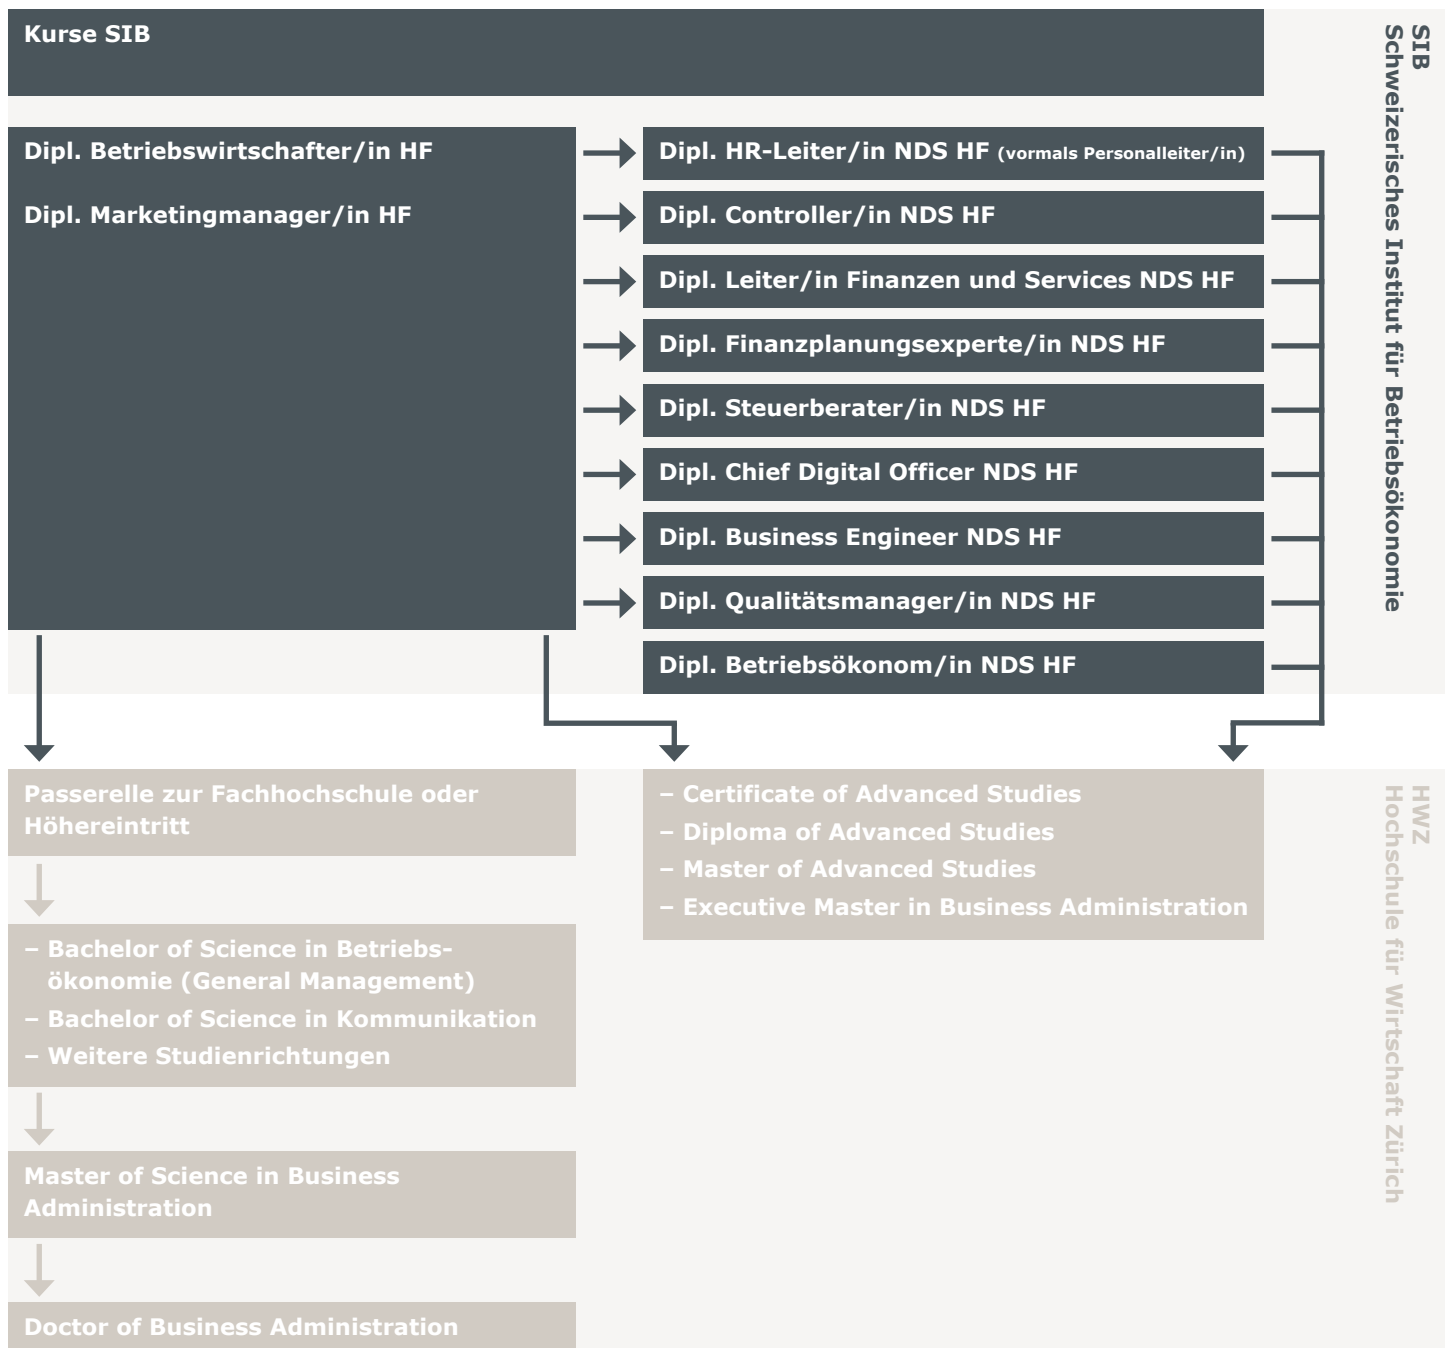 Kurse SIB
SIB
Schweizerisches Institut für Betriebsökonomie
Dipl. Betriebswirtschafter/in HF
Dipl. Marketingmanager/in HF
Dipl. HR-Leiter/in NDS HF (vormals Personalleiter/in)
Dipl. Controller/in NDS HF
Dipl. Leiter/in Finanzen und Services NDS HF
Dipl. Finanzplanungsexperte/in NDS HF
Dipl. Steuerberater/in NDS HF
Dipl. Chief Digital Officer NDS HF
Dipl. Business Engineer NDS HF
Dipl. Qualitätsmanager/in NDS HF
Dipl. Betriebsökonom/in NDS HF
Passerelle zur Fachhochschule oder
Höhereintritt
– Bachelor of Science in Betriebs-
ökonomie (General Management)
– Bachelor of Science in Kommunikation
– Weitere Studienrichtungen
Master of Science in Business
Administration
Doctor of Business Administration
– Certificate of Advanced Studies
– Diploma of Advanced Studies
– Master of Advanced Studies
– Executive Master in Business Administration
HWZ
Hochschule für Wirtschaft Zürich